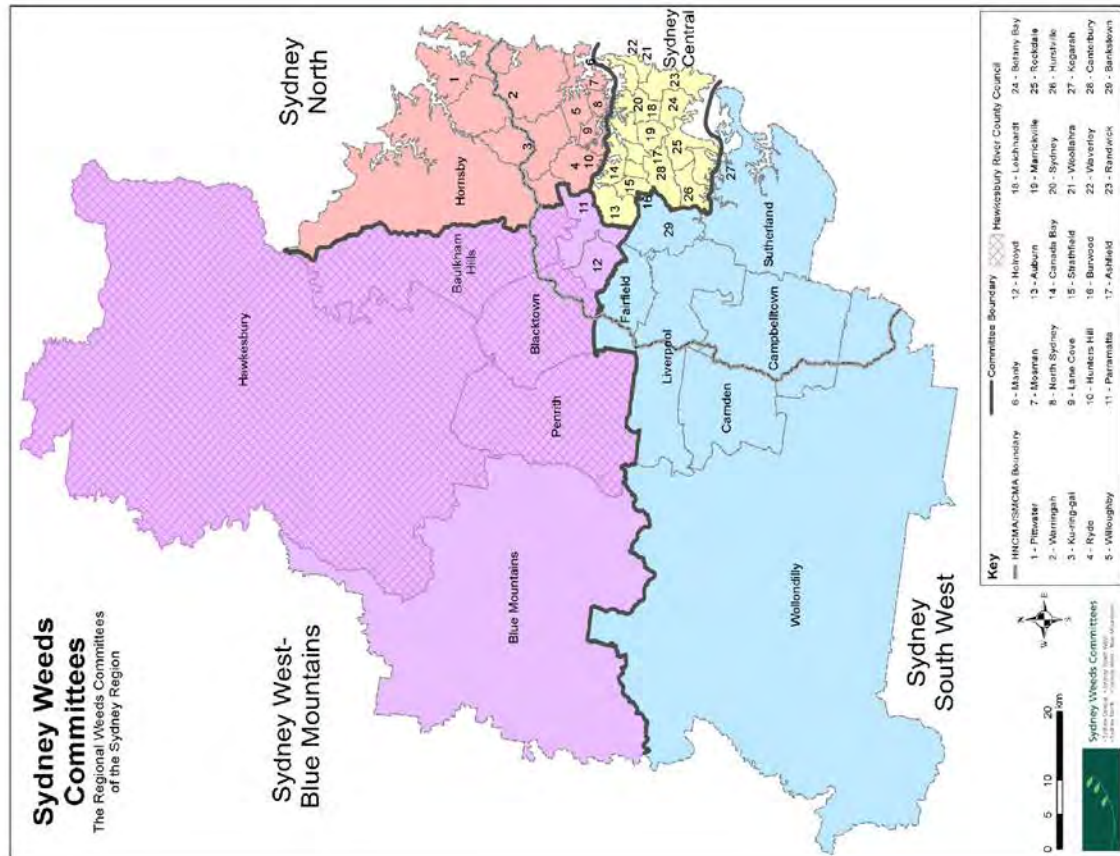 Sydney Weeds
Committees
The Regional Weeds Committees
of the Sydney Region
Sydney West-
Blue Mountains
Sydney
North
Sydney
Central
Sydney
South West
Hawkesbury
Hornsby
Baulkham
Hills
Blacktown
Penrith
Blue Mountains
Fairfield
Liverpool
Camden
Campbelltown
Sutherland
Wollondilly
1
2
3
4
5
6
7
8
9
10
11
12
13
14
15
16
17
18
19
20
21
22
23
24
25
26
27
28
29
N
E
S
W
0 5 10 20
km
Sydney Weeds Committees
Key
HNCMA/SMCMA Boundary
Committee Boundary
Hawkesbury River County Council
1 - Pittwater
2 - Warringah
3 - Ku-ring-gai
4 - Ryde
5 - Willoughby
6 - Manly
7 - Mosman
8 - North Sydney
9 - Lane Cove
10 - Hunters Hill
11 - Parramatta
12 - Holroyd
13 - Auburn
14 - Canada Bay
15 - Strathfield
16 - Burwood
17 - Ashfield
18 - Leichhardt
19 - Marrickville
20 - Sydney
21 - Woollahra
22 - Waverley
23 - Randwick
24 - Botany Bay
25 - Rockdale
26 - Hurstville
27 - Kogarah
28 - Canterbury
29 - Bankstown